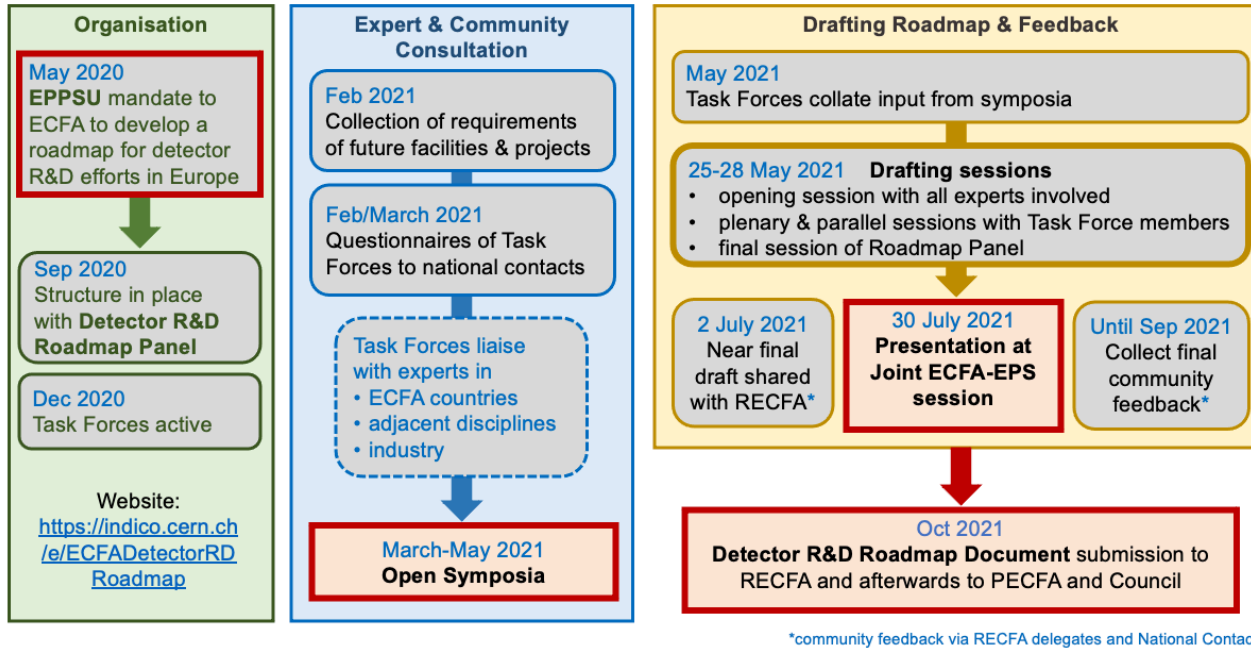 Organisation
May 2020
EPPSU mandate to
ECFA to develop a
roadmap for detector
R&D efforts in Europe
Sep 2020
Structure in place
with Detector R&D
Roadmap Panel
Dec 2020
Task Forces active
Website:
https://indico.cern.ch
/e/ECFADetectorRD
Roadmap
Expert & Community
Consultation
Feb 2021
Collection of requirements
of future facilities & projects
Feb/March 2021
Questionnaires of Task
Forces to national contacts
Task Forces liaise
with experts in
• ECFA countries
• adjacent disciplines
• industry
March-May 2021
Open Symposia
Drafting Roadmap & Feedback
May 2021
Task Forces collate input from symposia
25-28 May 2021 Drafting sessions
• opening session with all experts involved
• plenary & parallel sessions with Task Force members
• final session of Roadmap Panel
2 July 2021
Near final
draft shared
with RECFA*
30 July 2021
Presentation at
Joint ECFA-EPS
session
Until Sep 2021
Collect final
community
feedback*
Oct 2021
Detector R&D Roadmap Document submission to
RECFA and afterwards to PECFA and Council
*community feedback via RECFA delegates and National Contac